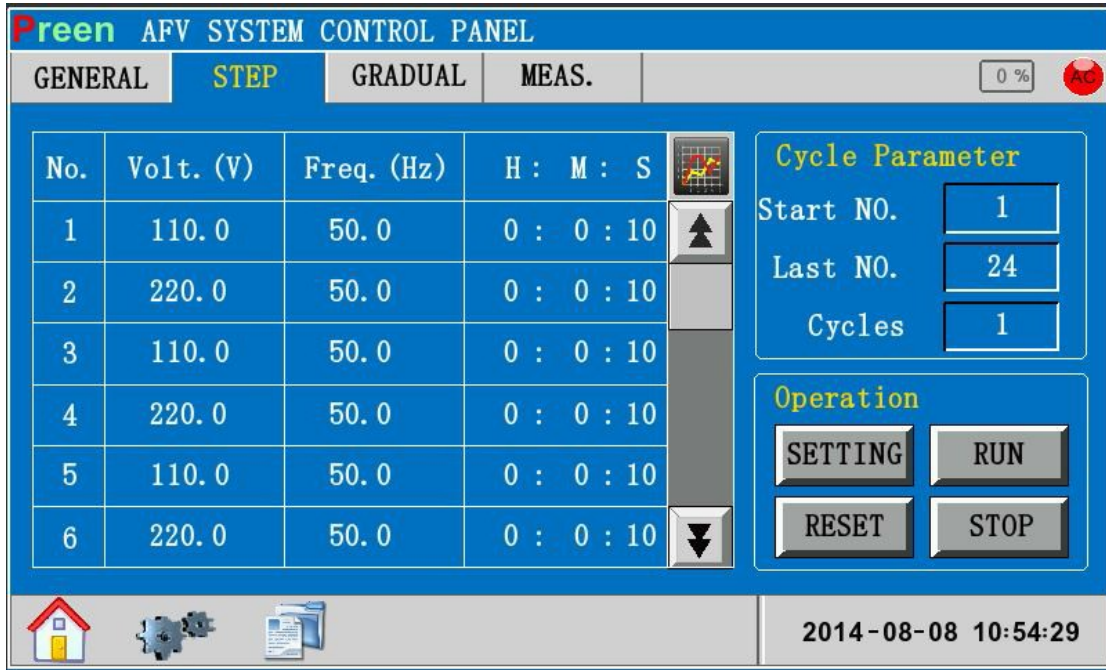 Preen AFV SYSTEM CONTROL PANEL
GENERAL STEP GRADUAL MEAS. 0 % AC
No. Volt. (V) Freq. (Hz) H : M : S
1 110.0 50.0 0 : 0 : 10
2 220.0 50.0 0 : 0 : 10
3 110.0 50.0 0 : 0 : 10
4 220.0 50.0 0 : 0 : 10
5 110.0 50.0 0 : 0 : 10
6 220.0 50.0 0 : 0 : 10
Cycle Parameter
Start NO. 1
Last NO. 24
Cycles 1
Operation
SETTING RUN
RESET STOP
2014-08-08 10:54:29